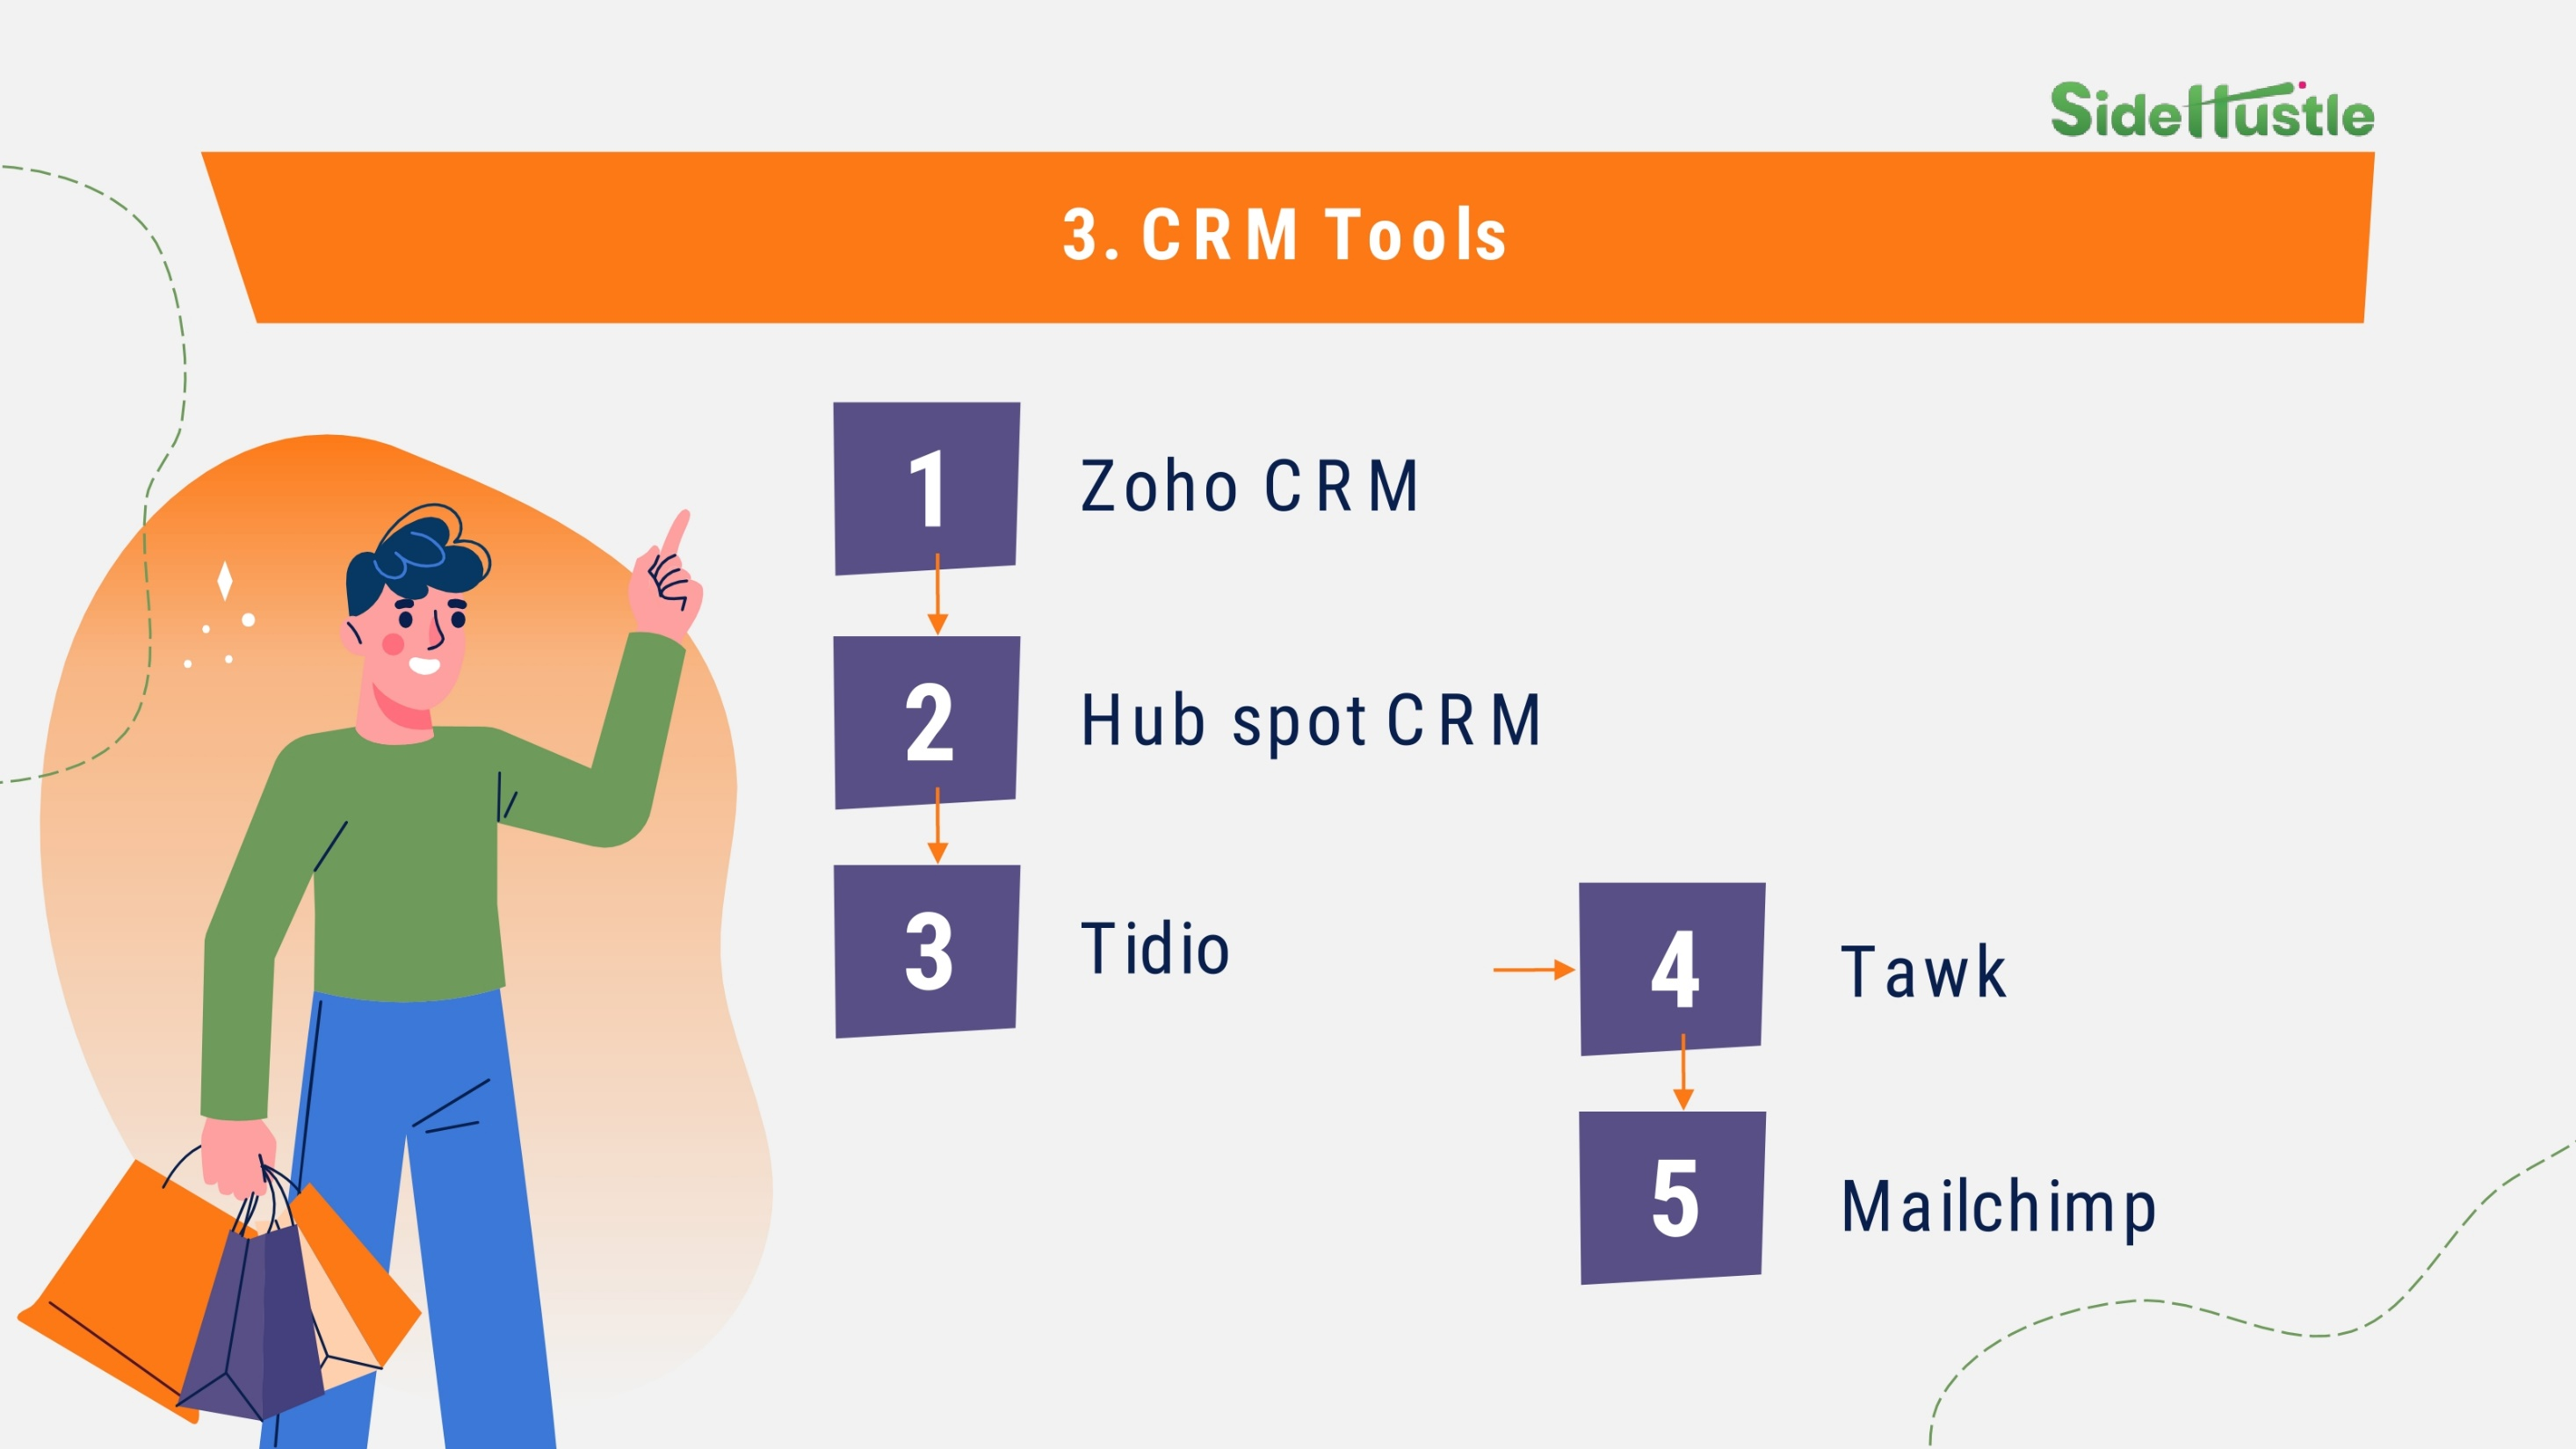 SideHustle
3. CRM Tools
1
Zoho CRM
2
Hub spot CRM
3
Tidio
4
Tawk
5
Mailchimp